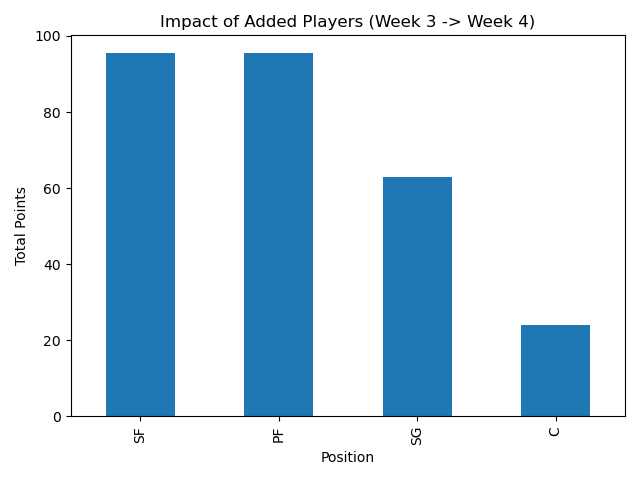 Impact of Added Players (Week 3 -> Week 4)
100
80
60
40
20
0
Total Points
SF
PF
SG
C
Position